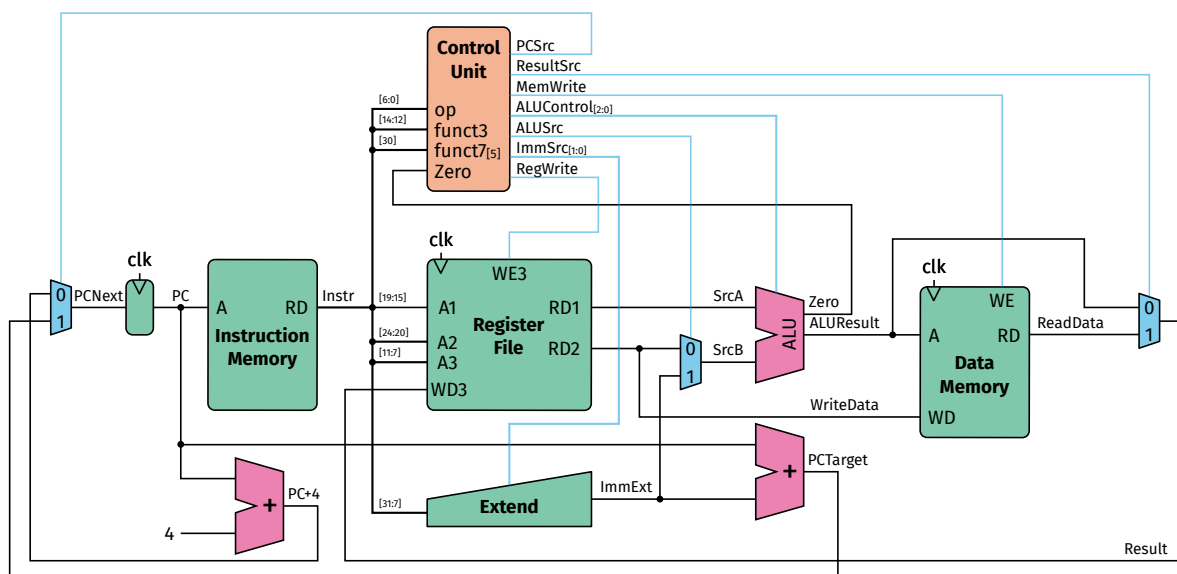 PCSrc
Control
Unit
ResultSrc
MemWrite
[6:0]
op
ALUControl[2:0]
[14:12]
funct3
ALUSrc
[30]
funct7[5]
ImmSrc[1:0]
Zero
RegWrite
clk
clk
clk
WE3
0
1
PCNext
PC
A
RD
Instruction
Memory
Instr
[19:15]
A1
[24:20]
A2
[11:7]
A3
WD3
Register
File
RD1
RD2
SrcA
0
1
SrcB
ALU
Zero
ALUResult
WE
A
RD
Data
Memory
WD
ReadData
0
1
WriteData
PCTarget
+
ImmExt
[31:7]
Extend
PC+4
+
4
Result